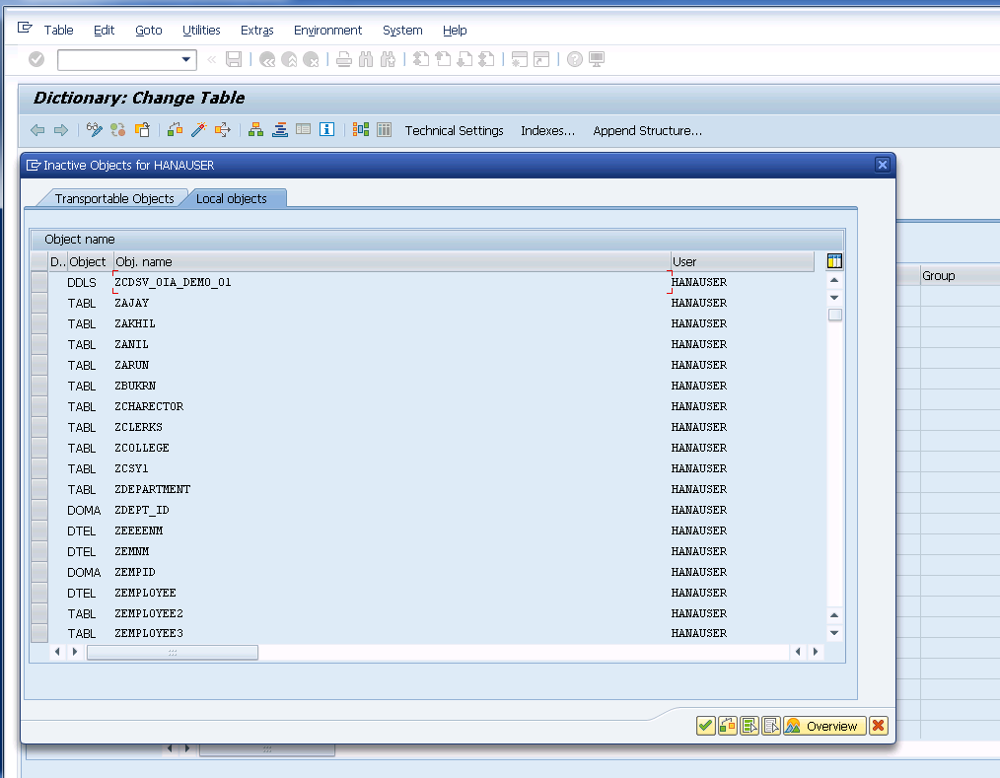 Table Edit Goto Utilities Extras Environment System Help
Dictionary: Change Table
Technical Settings Indexes... Append Structure...
Inactive Objects for HANAUSER
Transportable Objects Local objects
Object name
D.. Object Obj. name User
Group
DDLS ZCDSV_OIA_DEMO_01 HANAUSER
TABL ZAJAY HANAUSER
TABL ZAKHIL HANAUSER
TABL ZANIL HANAUSER
TABL ZARUN HANAUSER
TABL ZBUKRN HANAUSER
TABL ZCHARECTOR HANAUSER
TABL ZCLERKS HANAUSER
TABL ZCOLLEGE HANAUSER
TABL ZCSY1 HANAUSER
TABL ZDEPARTMENT HANAUSER
DOMA ZDEPT_ID HANAUSER
DTEL ZEEEENM HANAUSER
DTEL ZEMNM HANAUSER
DOMA ZEMPID HANAUSER
DTEL ZEMPLOYEE HANAUSER
TABL ZEMPLOYEE2 HANAUSER
TABL ZEMPLOYEE3 HANAUSER
Overview